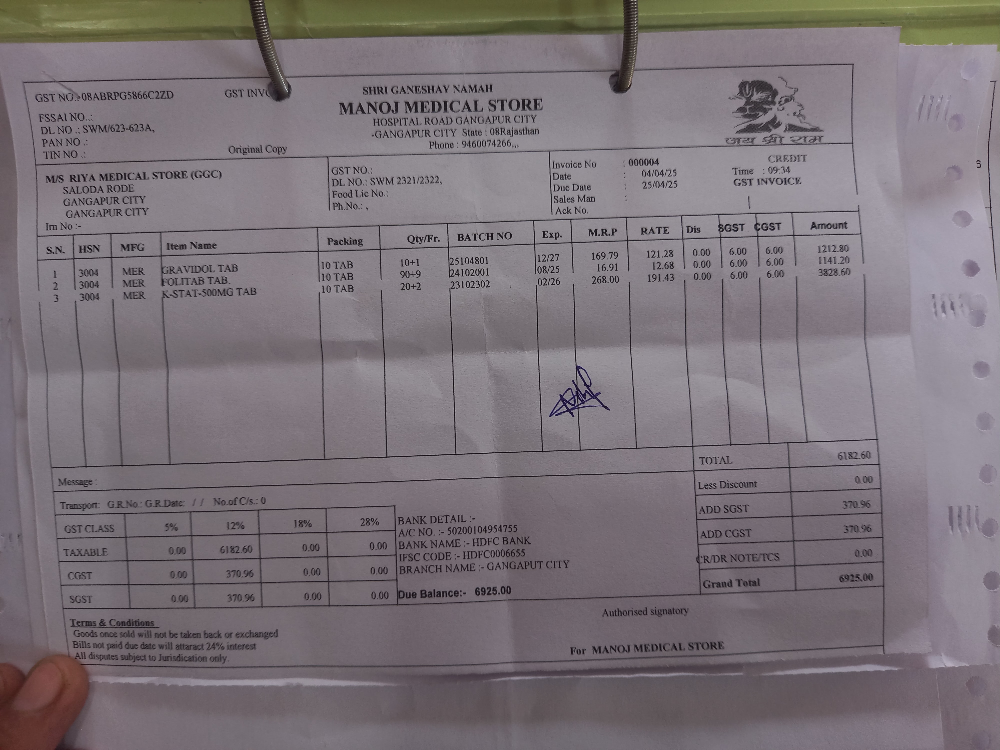 SHRI GANESHAY NAMAH
GST NO.:-08ABRPG5866C2ZD GST INVO
MANOJ MEDICAL STORE
FSSAI NO.:
HOSPITAL ROAD GANGAPUR CITY
DL NO.: SWM/623-623A,
-GANGAPUR CITY State : 08Rajasthan
PAN NO :
Phone : 9460074266,,,
TIN NO .:
Original Copy
जय श्री राम
M/S RIYA MEDICAL STORE (GGC)
SALODA RODE
GANGAPUR CITY
GANGAPUR CITY
Irn No :-
GST NO.:
DL NO.: SWM 2321/2322,
Food Lic No.:
Ph.No.: ,
Invoice No : 000004
Date : 04/04/25
Due Date : 25/04/25
Sales Man :
Ack No.
CREDIT
Time : 09:34
GST INVOICE
S.N. HSN MFG Item Name Packing Qty/Fr. BATCH NO Exp. M.R.P RATE Dis SGST CGST Amount
1 3004 MER GRAVIDOL TAB 10 TAB 10+1 25104801 12/27 169.79 121.28 0.00 6.00 6.00 1212.80
2 3004 MER FOLITAB TAB. 10 TAB 90+9 24102001 08/25 16.91 12.68 0.00 6.00 6.00 1141.20
3 3004 MER K-STAT-500MG TAB 10 TAB 20+2 23102302 02/26 268.00 191.43 0.00 6.00 6.00 3828.60
Message :
Transport: G.R.No.: G.R.Date: / / No.of C/s.: 0
GST CLASS 5% 12% 18% 28%
TAXABLE 0.00 6182.60 0.00 0.00
CGST 0.00 370.96 0.00 0.00
SGST 0.00 370.96 0.00 0.00
BANK DETAIL :-
A/C NO. :- 50200104954755
BANK NAME :- HDFC BANK
IFSC CODE :- HDFC0006655
BRANCH NAME :- GANGAPUT CITY
Due Balance:- 6925.00
TOTAL 6182.60
Less Discount 0.00
ADD SGST 370.96
ADD CGST 370.96
CR/DR NOTE/TCS 0.00
Grand Total 6925.00
Terms & Conditions
Goods once sold will not be taken back or exchanged
Bills not paid due date will attaract 24% interest
All disputes subject to Jurisdication only.
Authorised signatory
For MANOJ MEDICAL STORE